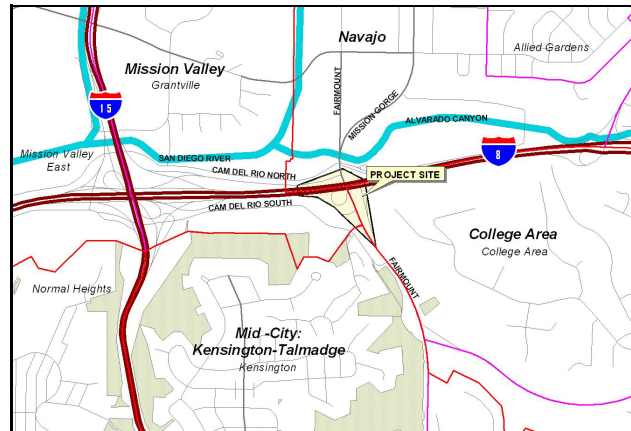 Navajo
Allied Gardens
Mission Valley
Grantville
15
FAIRMOUNT
MISSION GORGE
ALVARADO CANYON
Mission Valley
East
SAN DIEGO RIVER
8
CAM DEL RIO NORTH
PROJECT SITE
CAM DEL RIO SOUTH
College Area
College Area
FAIRMOUNT
Normal Heights
Mid -City:
Kensington-Talmadge
Kensington